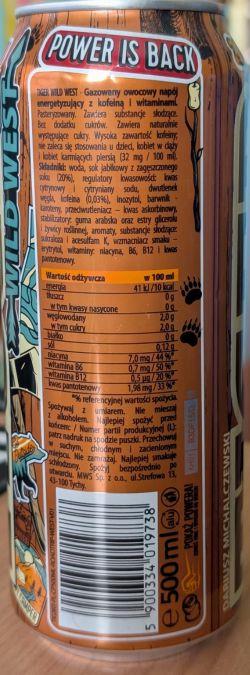 POWER IS BACK
WILD WEST
TIGER WILD WEST - Gazowany owocowy napój
energetyzujący z kofeiną i witaminami.
Pasteryzowany. Zawiera substancje słodzące.
Bez dodatku cukrów. Zawiera naturalnie
występujące cukry. Wysoka zawartość kofeiny;
nie zaleca się stosowania u dzieci, kobiet w ciąży
i kobiet karmiących piersią (32 mg / 100 ml).
Składniki: woda, sok jabłkowy z zagęszczonego
soku (20%), regulatory kwasowości: kwas
cytrynowy i cytryniany sodu, dwutlenek
węgla, kofeina (0,03%), inozytol, barwnik -
karoteny, przeciwutleniacz – kwas askorbinowy,
stabilizatory: guma arabska oraz estry glicerolu
i żywicy roślinnej, aromaty, substancje słodzące:
sukraloza i acesulfam K, wzmacniacz smaku –
erytrytol, witaminy: niacyna, B6, B12 i kwas
pantotenowy.
Wartość odżywcza w 100 ml
energia 41 kJ/10 kcal
tłuszcz 0 g
w tym kwasy nasycone 0 g
węglowodany 2,0 g
w tym cukry 2,0 g
białko 0 g
sól 0,12 g
niacyna 7,0 mg / 44 %*
witamina B6 0,7 mg / 50 %*
witamina B12 0,5 µg / 20 %*
kwas pantotenowy 1,98 mg / 33 %*
*% referencyjnej wartości spożycia.
Spożywaj z umiarem. Nie mieszaj
z alkoholem. Najlepiej spożyć przed
końcem: / Numer partii produkcyjnej (L):
patrz nadruk na spodzie puszki. Przechowuj
w suchym, chłodnym i zacienionym
miejscu. Nie zamrażaj. Najlepiej smakuje
schłodzony. Spożyj bezpośrednio po
otwarciu. MWS Sp. z o.o., ul.Strefowa 13,
43-100 Tychy.
5 900334 019738
e 500 ml
alu
POKAŻ PAZURA!
DARIUSZ MICHALCZEWSKI